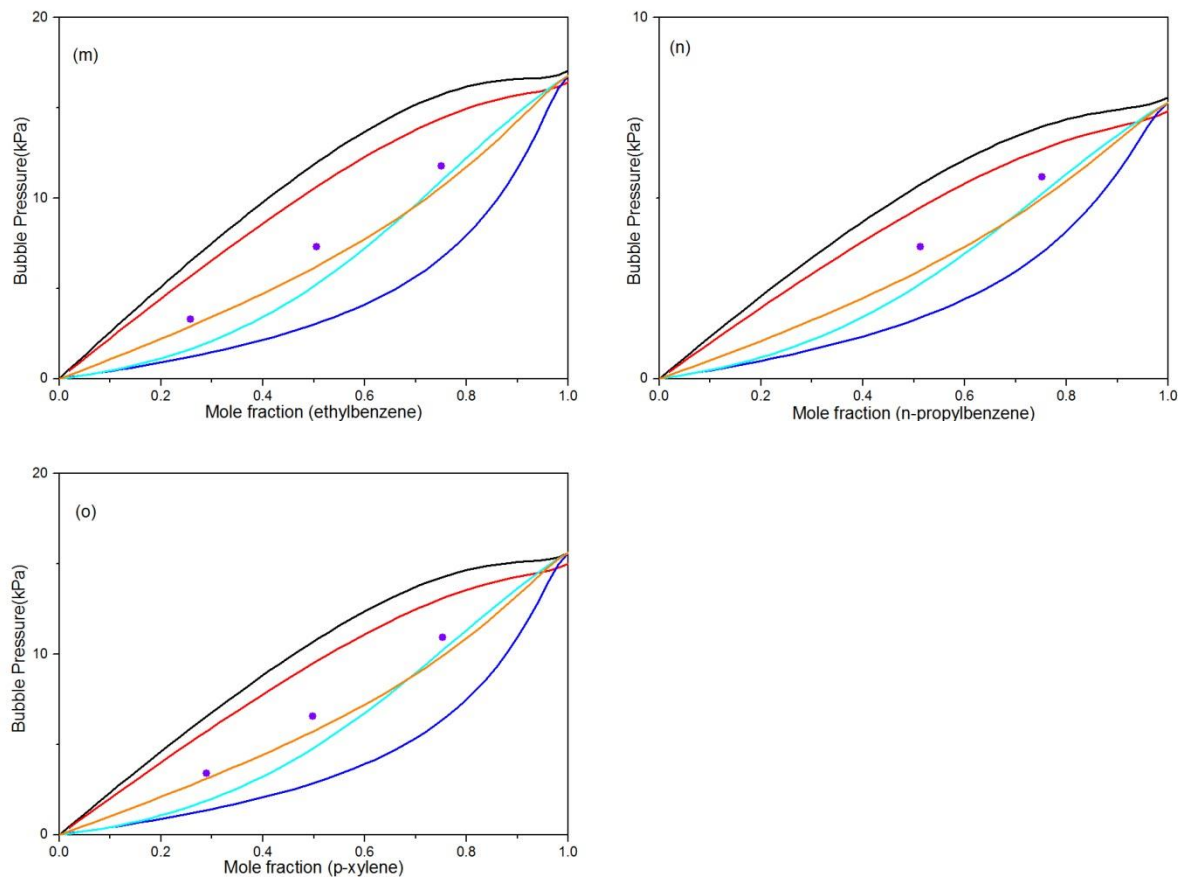 20
(m)
10
0
Bubble Pressure(kPa)
0.0 0.2 0.4 0.6 0.8 1.0
Mole fraction (ethylbenzene)
10
(n)
5
0
Bubble Pressure(kPa)
0.0 0.2 0.4 0.6 0.8 1.0
Mole fraction (n-propylbenzene)
20
(o)
10
0
Bubble Pressure(kPa)
0.0 0.2 0.4 0.6 0.8 1.0
Mole fraction (p-xylene)